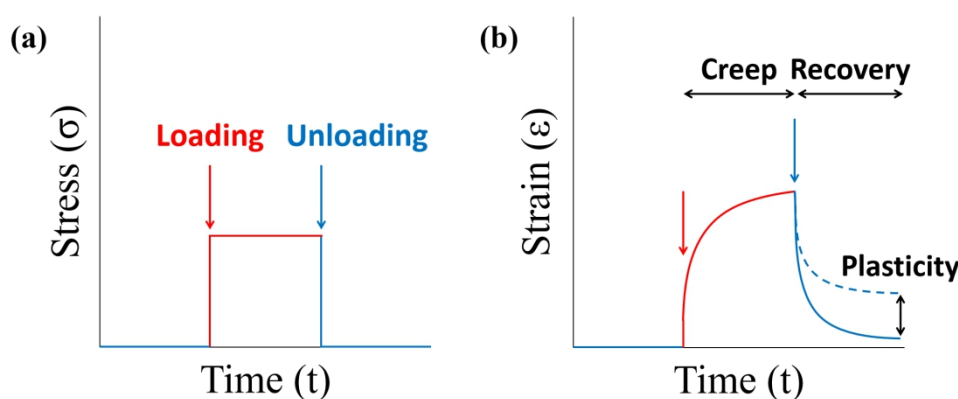 (a)
Stress (σ)
Loading Unloading
Time (t)
(b)
Strain (ε)
Creep Recovery
Plasticity
Time (t)